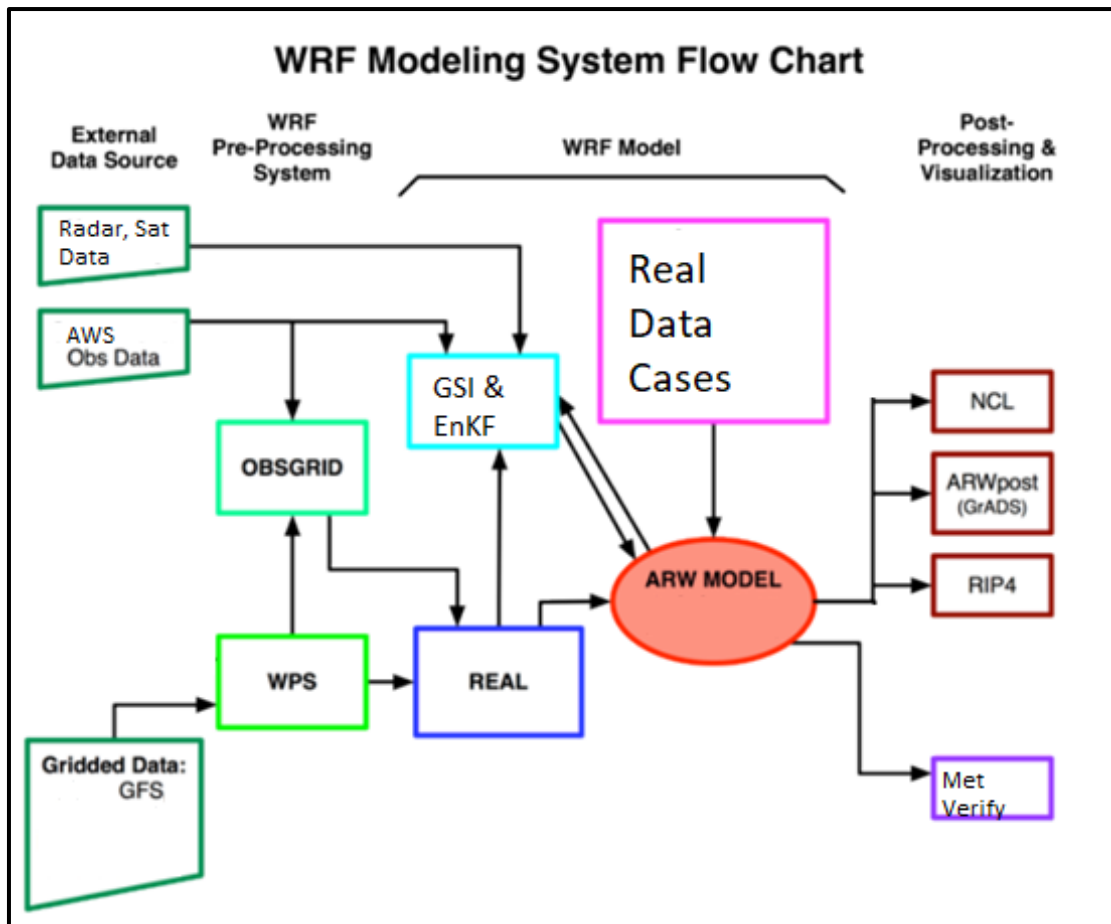 WRF Modeling System Flow Chart
External
Data Source
WRF
Pre-Processing
System
WRF Model
Post-
Processing &
Visualization
Radar, Sat
Data
AWS
Obs Data
GSI &
EnKF
Real
Data
Cases
OBSGRID
NCL
ARWpost
(GrADS)
RIP4
ARW MODEL
WPS
REAL
Gridded Data:
GFS
Met
Verify